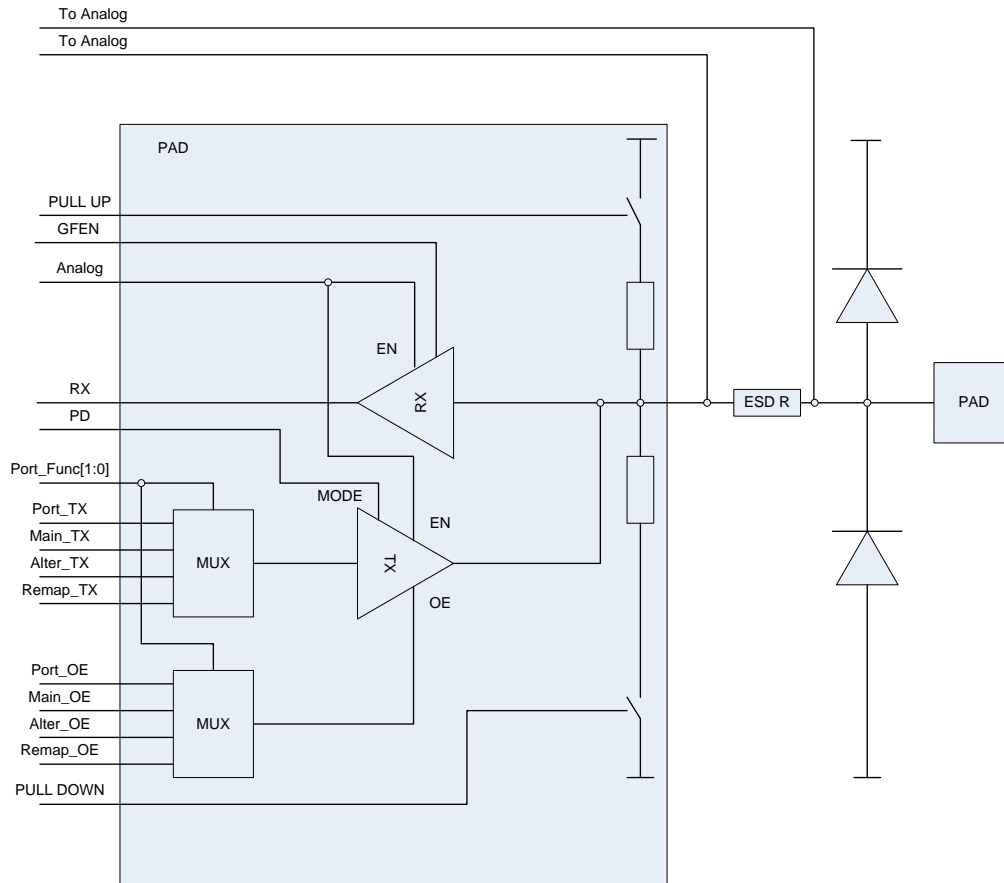 To Analog
To Analog
PAD
PULL UP
GFEN
Analog
EN
RX
RX
PD
ESD R
PAD
Port_Func[1:0]
MODE
Port_TX
EN
Main_TX
MUX
TX
Alter_TX
Remap_TX
OE
Port_OE
Main_OE
MUX
Alter_OE
Remap_OE
PULL DOWN